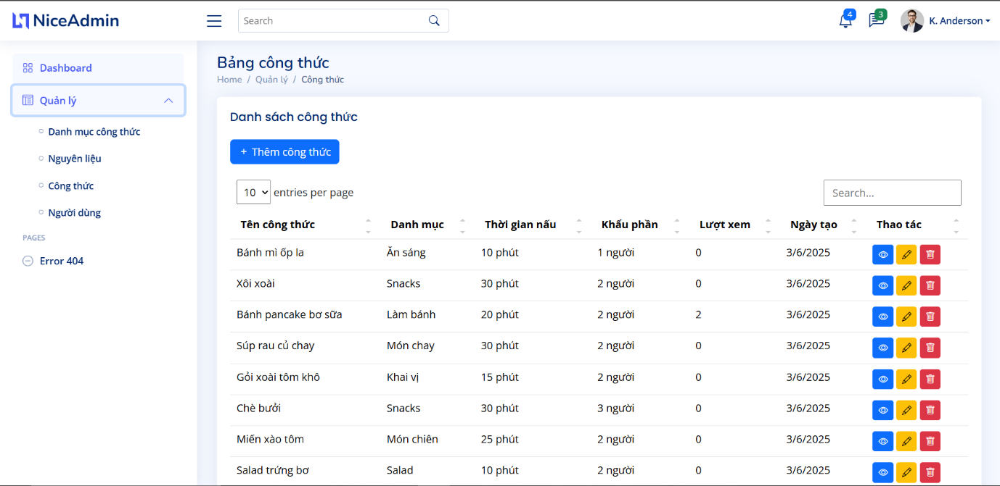 NiceAdmin
Search
4
3
K. Anderson
Dashboard
Quản lý
Danh mục công thức
Nguyên liệu
Công thức
Người dùng
PAGES
Error 404
Bảng công thức
Home / Quản lý / Công thức
Danh sách công thức
+ Thêm công thức
10 entries per page
Search...
Tên công thức Danh mục Thời gian nấu Khẩu phần Lượt xem Ngày tạo Thao tác
Bánh mì ốp la Ăn sáng 10 phút 1 người 0 3/6/2025
Xôi xoài Snacks 30 phút 2 người 0 3/6/2025
Bánh pancake bơ sữa Làm bánh 20 phút 2 người 2 3/6/2025
Súp rau củ chay Món chay 30 phút 2 người 0 3/6/2025
Gỏi xoài tôm khô Khai vị 15 phút 2 người 0 3/6/2025
Chè bưởi Snacks 30 phút 3 người 0 3/6/2025
Miến xào tôm Món chiên 25 phút 2 người 0 3/6/2025
Salad trứng bơ Salad 10 phút 2 người 0 3/6/2025